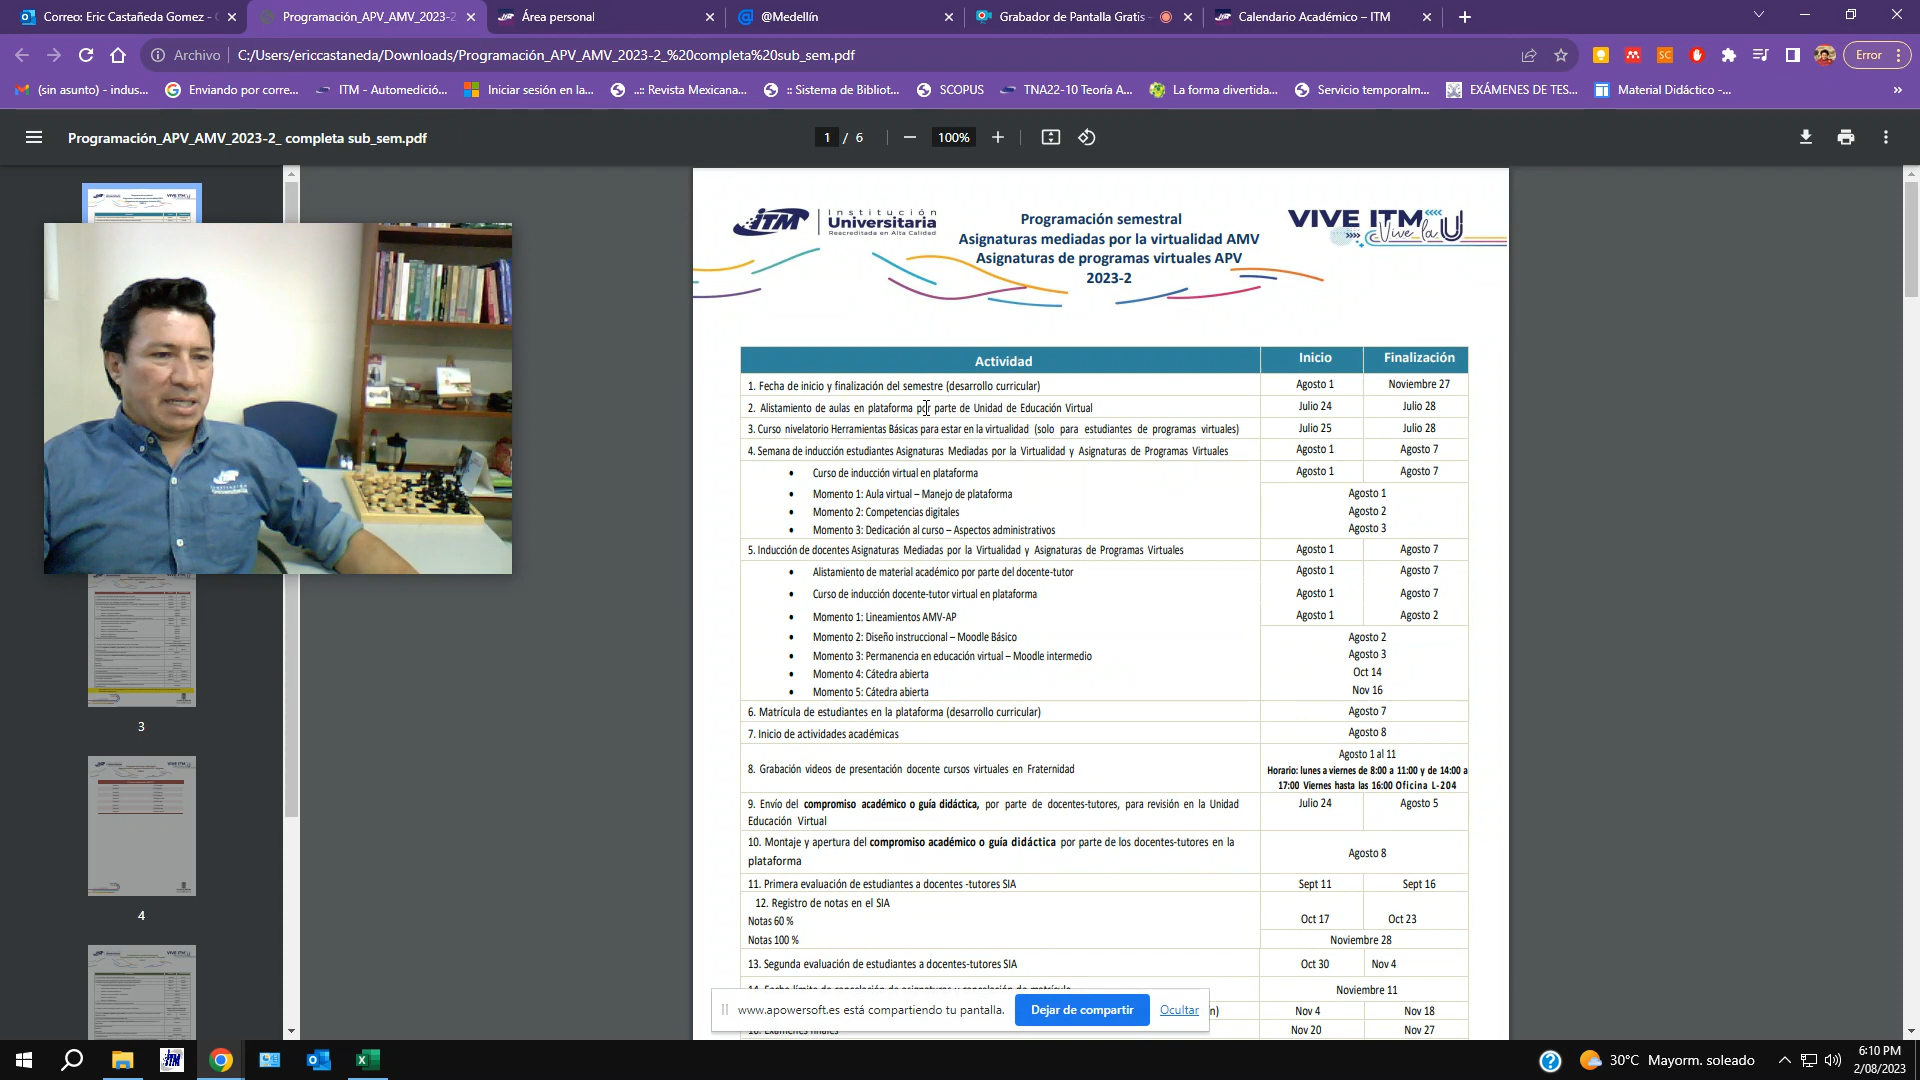 Correo: Eric Castañeda Gomez -
Programación_APV_AMV_2023-2
Área personal
@Medellín
Grabador de Pantalla Gratis
Calendario Académico – ITM
Archivo
C:/Users/ericcastaneda/Downloads/Programación_APV_AMV_2023-2_%20completa%20sub_sem.pdf
Error
(sin asunto) - indus...
Enviando por corre...
ITM - Automedició...
Iniciar sesión en la...
..:: Revista Mexicana...
:: Sistema de Bibliot...
SCOPUS
TNA22-10 Teoría A...
La forma divertida...
Servicio temporalm...
EXÁMENES DE TES...
Material Didáctico -...
»
Programación_APV_AMV_2023-2_ completa sub_sem.pdf
1 / 6
100%
3
4
iTM
Institución
Universitaria
Reacreditada en Alta Calidad
Programación semestral
Asignaturas mediadas por la virtualidad AMV
Asignaturas de programas virtuales APV
2023-2
VIVE ITM
Vive la U
Actividad Inicio Finalización
1. Fecha de inicio y finalización del semestre (desarrollo curricular) Agosto 1 Noviembre 27
2. Alistamiento de aulas en plataforma por parte de Unidad de Educación Virtual Julio 24 Julio 28
3. Curso nivelatorio Herramientas Básicas para estar en la virtualidad (solo para estudiantes de programas virtuales) Julio 25 Julio 28
4. Semana de inducción estudiantes Asignaturas Mediadas por la Virtualidad y Asignaturas de Programas Virtuales Agosto 1 Agosto 7
• Curso de inducción virtual en plataforma Agosto 1 Agosto 7
• Momento 1: Aula virtual – Manejo de plataforma Agosto 1
• Momento 2: Competencias digitales Agosto 2
• Momento 3: Dedicación al curso – Aspectos administrativos Agosto 3
5. Inducción de docentes Asignaturas Mediadas por la Virtualidad y Asignaturas de Programas Virtuales Agosto 1 Agosto 7
• Alistamiento de material académico por parte del docente-tutor Agosto 1 Agosto 7
• Curso de inducción docente-tutor virtual en plataforma Agosto 1 Agosto 7
• Momento 1: Lineamientos AMV-AP Agosto 1 Agosto 2
• Momento 2: Diseño instruccional – Moodle Básico Agosto 2
• Momento 3: Permanencia en educación virtual – Moodle intermedio Agosto 3
• Momento 4: Cátedra abierta Oct 14
• Momento 5: Cátedra abierta Nov 16
6. Matrícula de estudiantes en la plataforma (desarrollo curricular) Agosto 7
7. Inicio de actividades académicas Agosto 8
8. Grabación videos de presentación docente cursos virtuales en Fraternidad
Agosto 1 al 11
Horario: lunes a viernes de 8:00 a 11:00 y de 14:00 a
17:00 Viernes hasta las 16:00 Oficina L-204
9. Envío del compromiso académico o guía didáctica, por parte de docentes-tutores, para revisión en la Unidad Julio 24 Agosto 5
Educación Virtual
10. Montaje y apertura del compromiso académico o guía didáctica por parte de los docentes-tutores en la
plataforma
Agosto 8
11. Primera evaluación de estudiantes a docentes -tutores SIA Sept 11 Sept 16
12. Registro de notas en el SIA
Notas 60 % Oct 17 Oct 23
Notas 100 % Noviembre 28
13. Segunda evaluación de estudiantes a docentes-tutores SIA Oct 30 Nov 4
14. Fecha límite de cancelación de asignaturas y cancelación de matrícula Noviembre 11
Nov 4 Nov 18
16. Exámenes finales Nov 20 Nov 27
www.apowersoft.es está compartiendo tu pantalla.
Dejar de compartir
Ocultar
iTM
Institución
Universitaria
30°C Mayorm. soleado
6:10 PM
2/08/2023